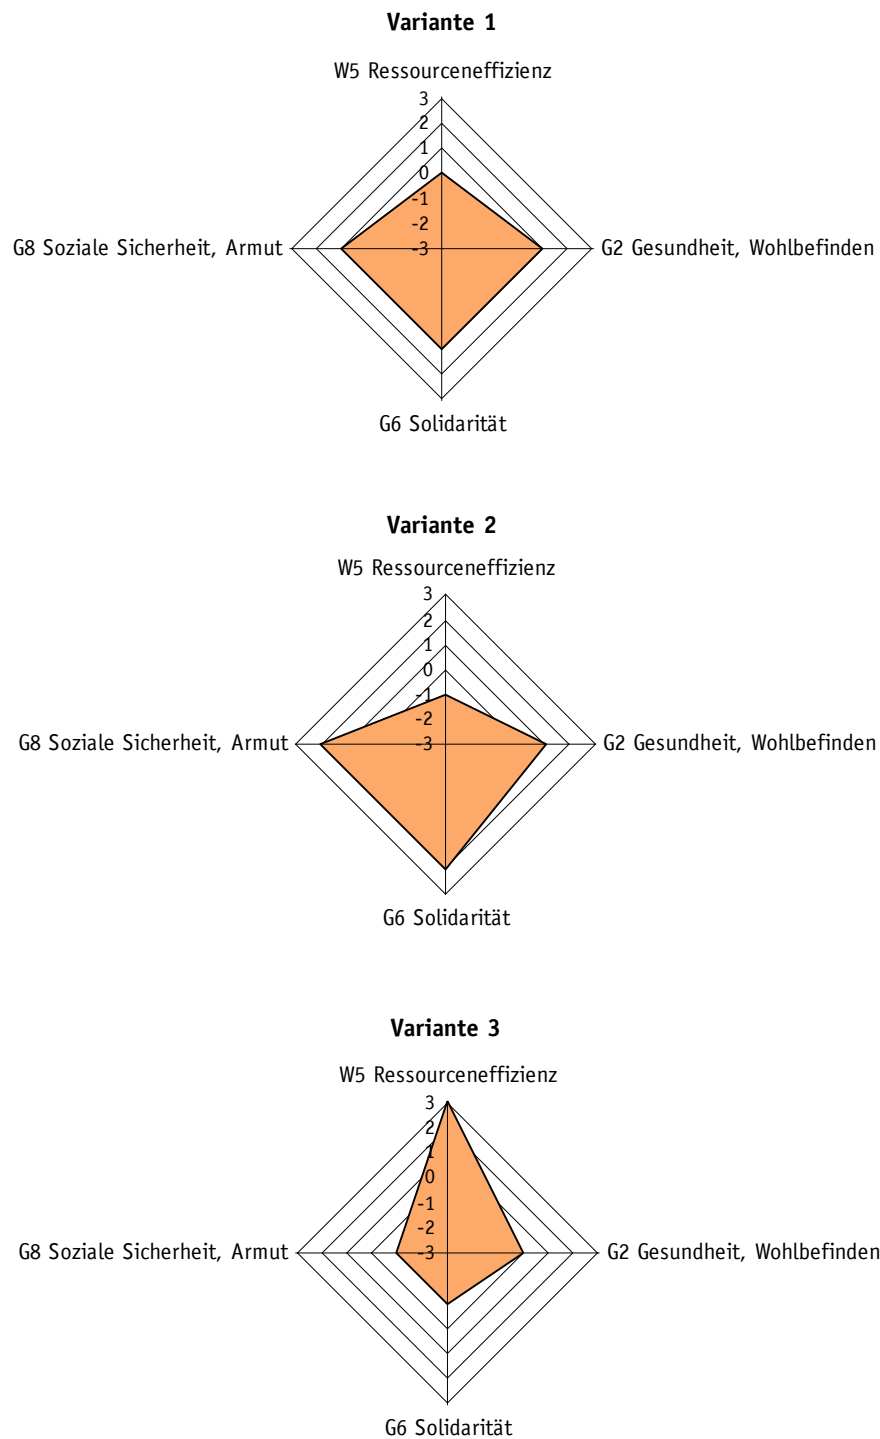 Variante 1
W5 Ressourceneffizienz
3
2
1
0
-1
-2
-3
G8 Soziale Sicherheit, Armut
G2 Gesundheit, Wohlbefinden
G6 Solidarität
Variante 2
W5 Ressourceneffizienz
3
2
1
0
-1
-2
-3
G8 Soziale Sicherheit, Armut
G2 Gesundheit, Wohlbefinden
G6 Solidarität
Variante 3
W5 Ressourceneffizienz
3
2
1
0
-1
-2
-3
G8 Soziale Sicherheit, Armut
G2 Gesundheit, Wohlbefinden
G6 Solidarität